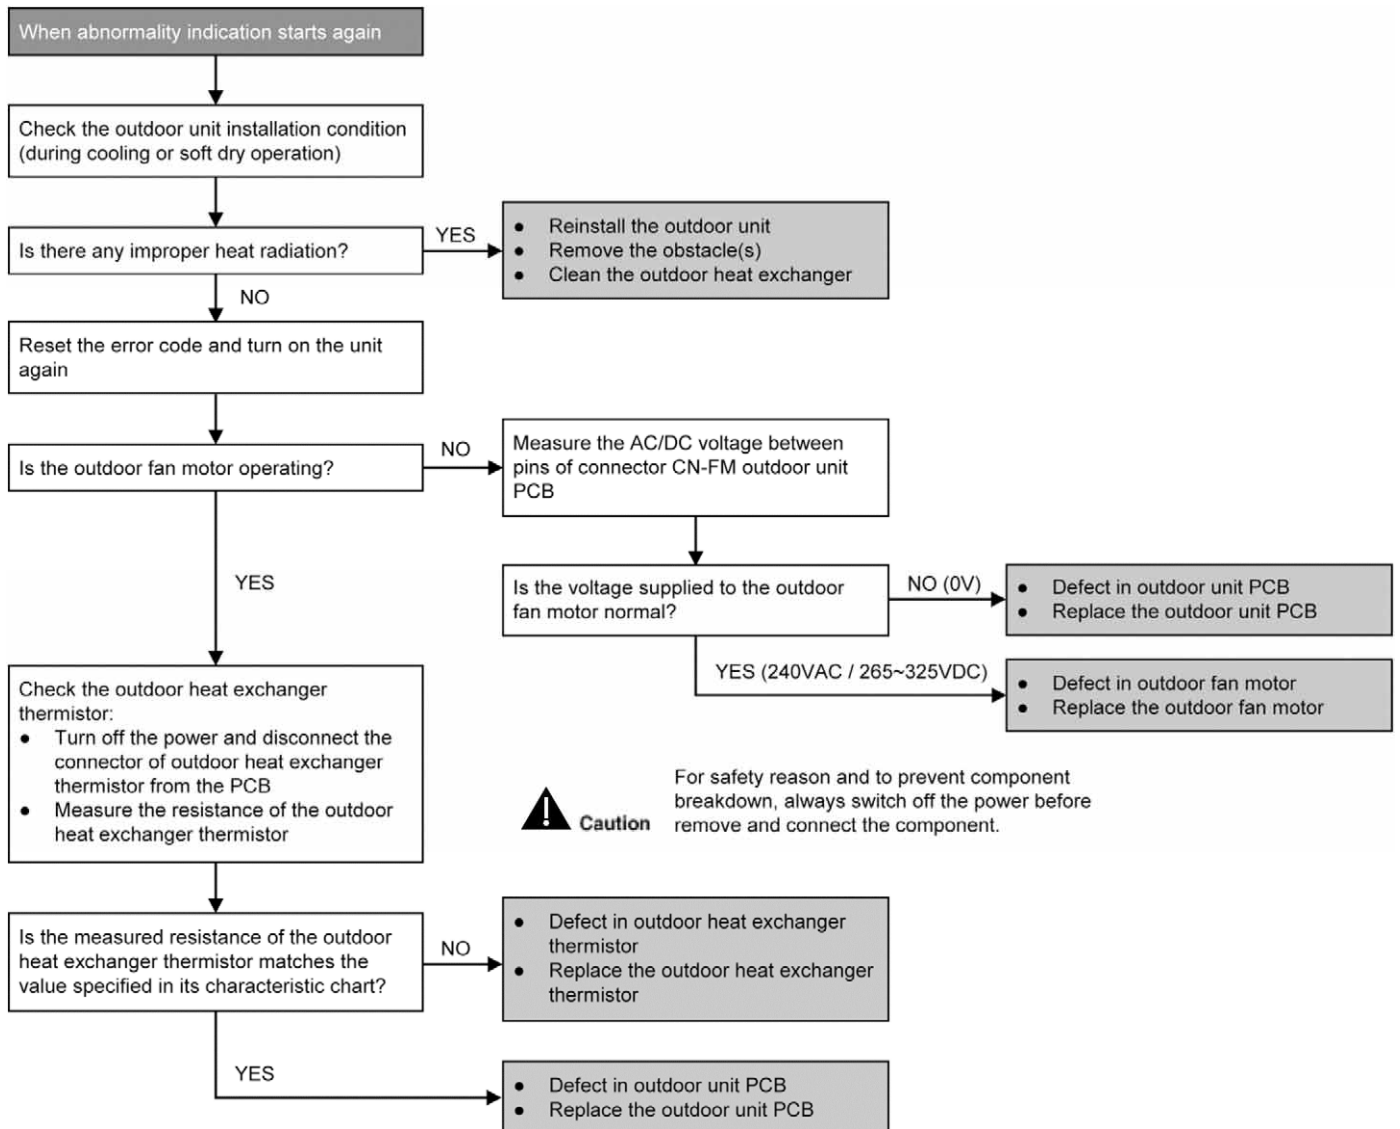 When abnormality indication starts again
Check the outdoor unit installation condition
(during cooling or soft dry operation)
Is there any improper heat radiation?
YES
● Reinstall the outdoor unit
● Remove the obstacle(s)
● Clean the outdoor heat exchanger
NO
Reset the error code and turn on the unit
again
Is the outdoor fan motor operating?
NO
Measure the AC/DC voltage between
pins of connector CN-FM outdoor unit
PCB
YES
Is the voltage supplied to the outdoor
fan motor normal?
NO (0V)
● Defect in outdoor unit PCB
● Replace the outdoor unit PCB
YES (240VAC / 265~325VDC)
● Defect in outdoor fan motor
● Replace the outdoor fan motor
Check the outdoor heat exchanger
thermistor:
● Turn off the power and disconnect the
connector of outdoor heat exchanger
thermistor from the PCB
● Measure the resistance of the outdoor
heat exchanger thermistor
Caution
For safety reason and to prevent component
breakdown, always switch off the power before
remove and connect the component.
Is the measured resistance of the outdoor
heat exchanger thermistor matches the
value specified in its characteristic chart?
NO
● Defect in outdoor heat exchanger
thermistor
● Replace the outdoor heat exchanger
thermistor
YES
● Defect in outdoor unit PCB
● Replace the outdoor unit PCB